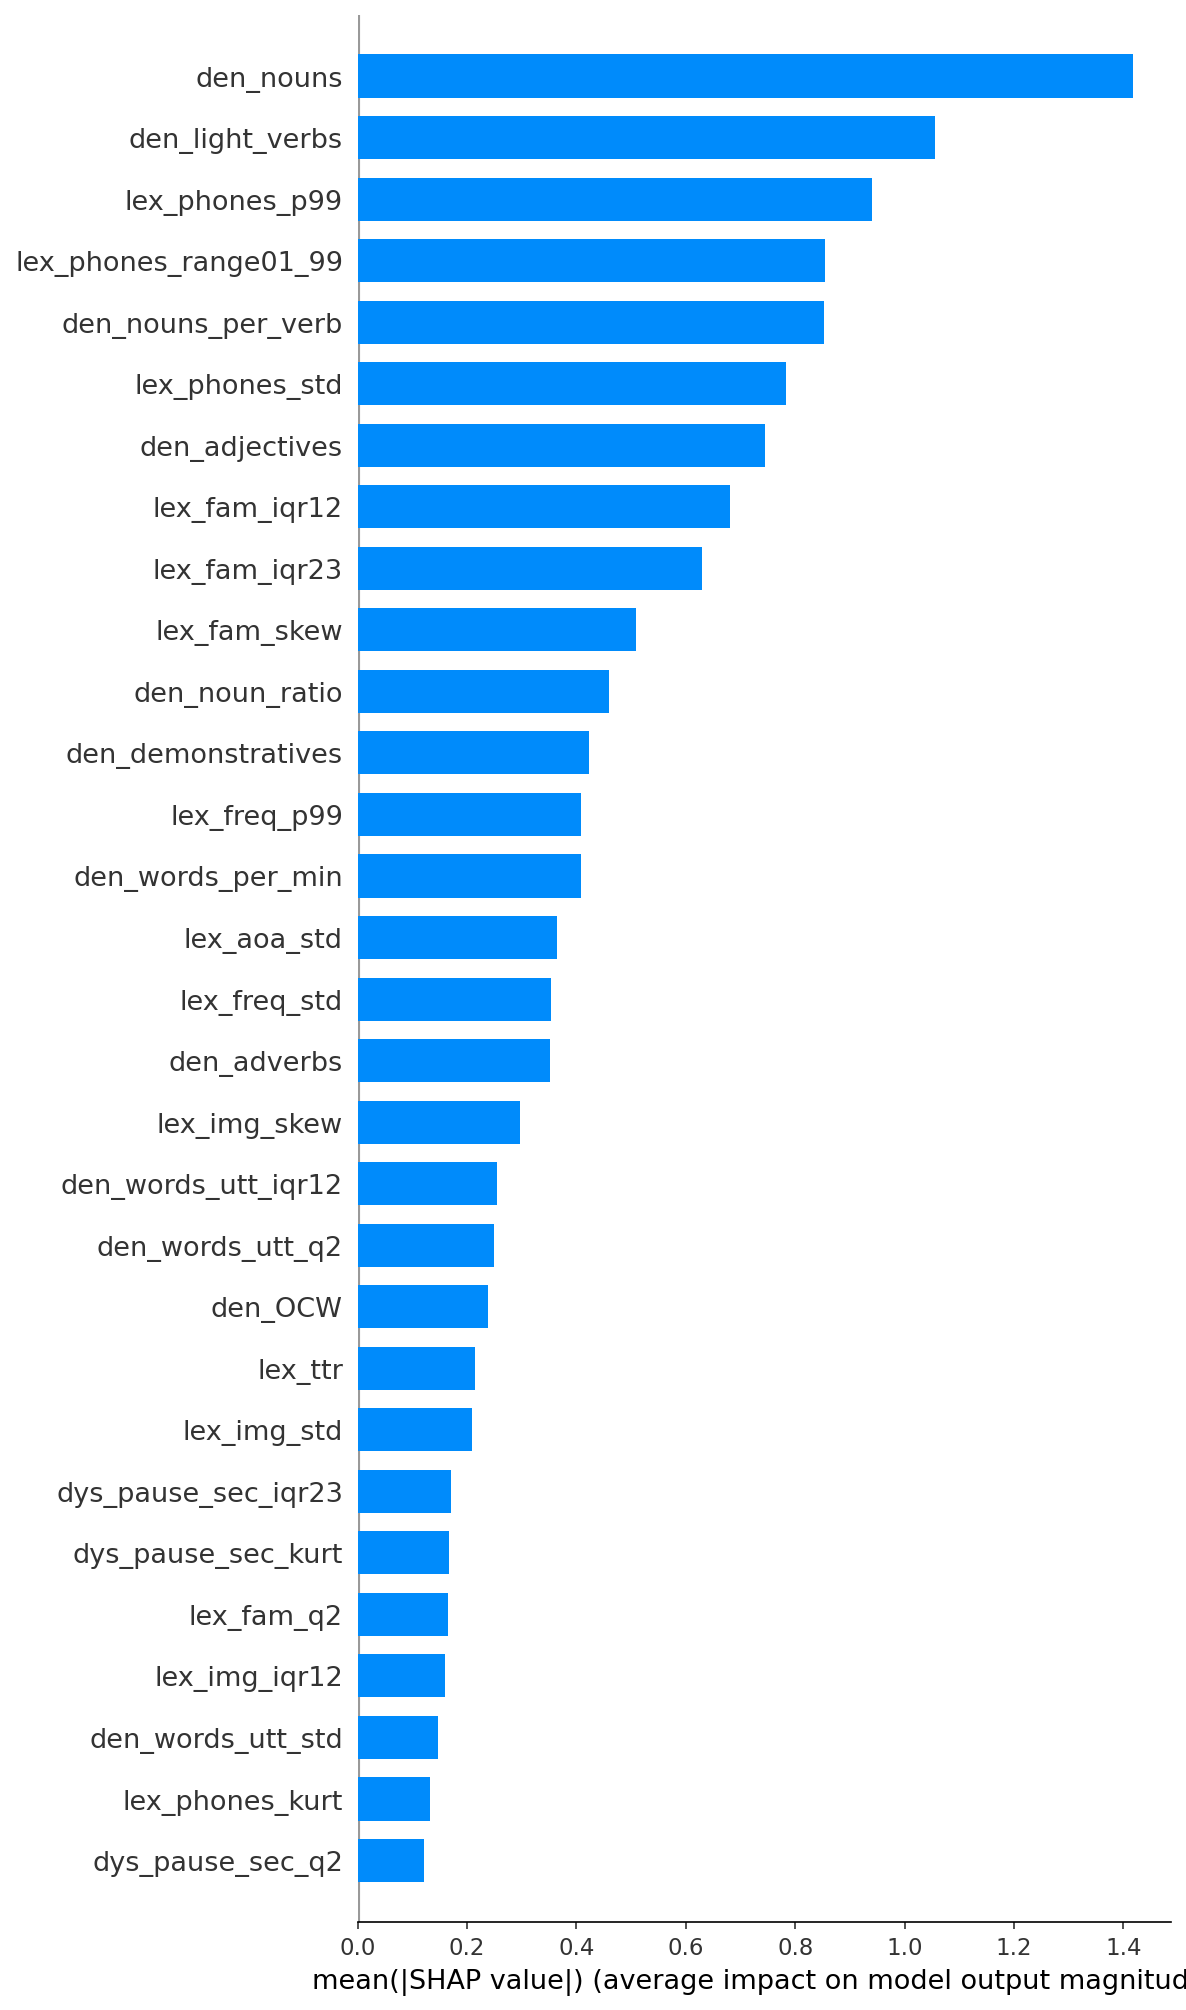 den_nouns
den_light_verbs
lex_phones_p99
lex_phones_range01_99
den_nouns_per_verb
lex_phones_std
den_adjectives
lex_fam_iqr12
lex_fam_iqr23
lex_fam_skew
den_noun_ratio
den_demonstratives
lex_freq_p99
den_words_per_min
lex_aoa_std
lex_freq_std
den_adverbs
lex_img_skew
den_words_utt_iqr12
den_words_utt_q2
den_OCW
lex_ttr
lex_img_std
dys_pause_sec_iqr23
dys_pause_sec_kurt
lex_fam_q2
lex_img_iqr12
den_words_utt_std
lex_phones_kurt
dys_pause_sec_q2
0.0 0.2 0.4 0.6 0.8 1.0 1.2 1.4
mean(|SHAP value|) (average impact on model output magnitud